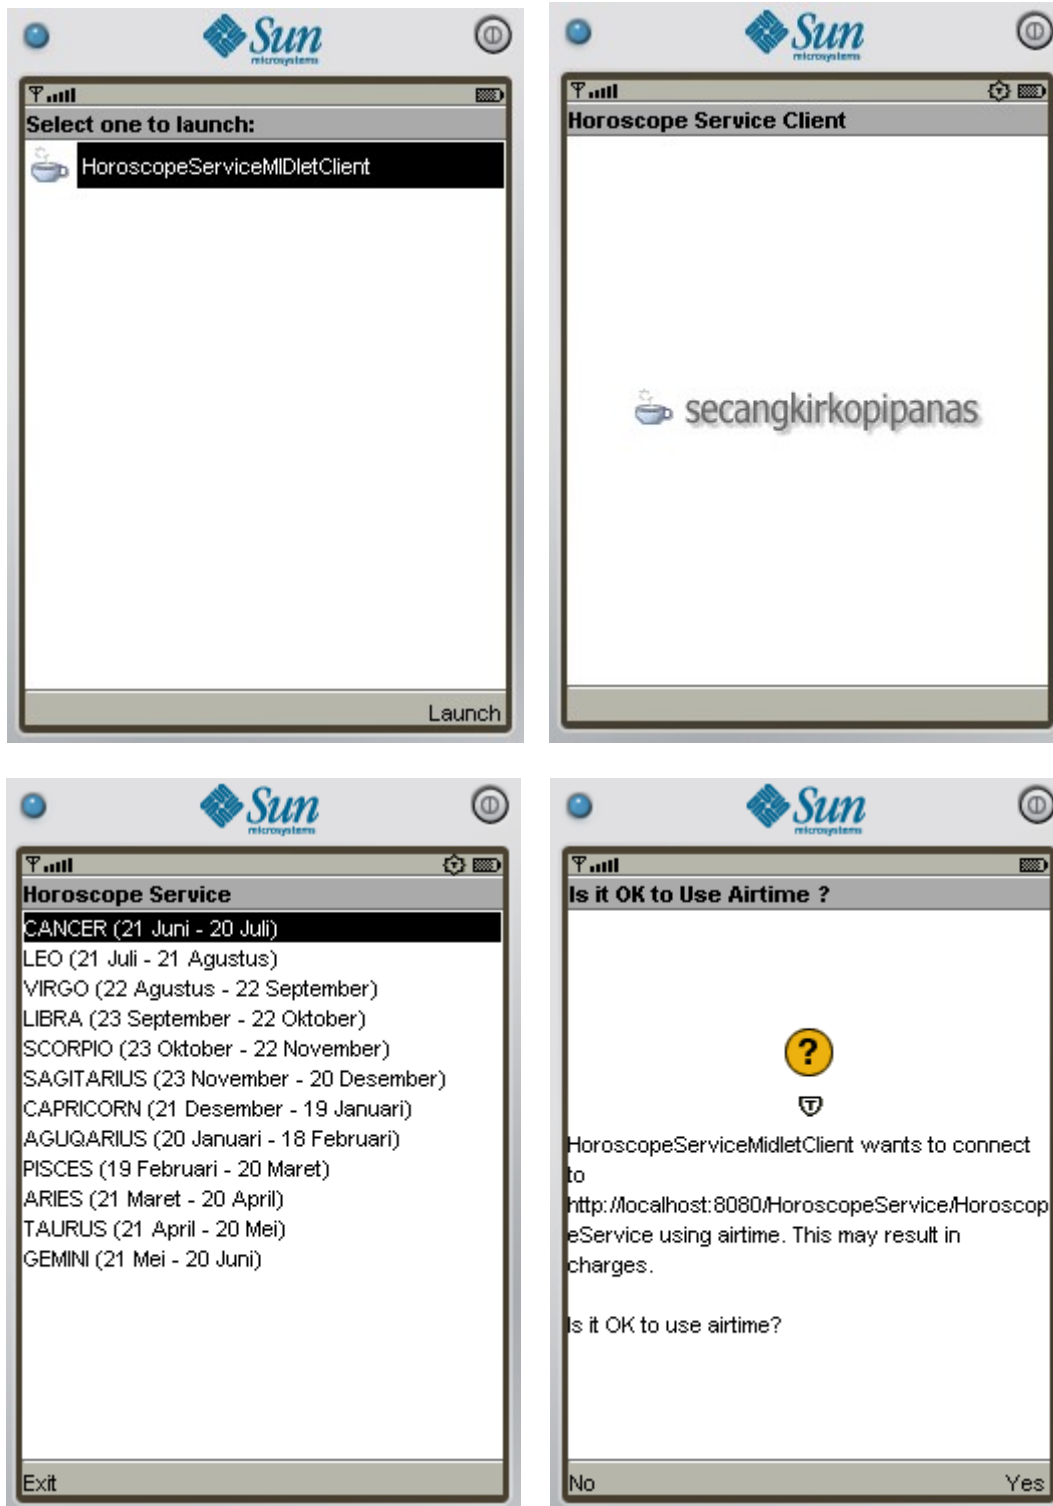 Sun
microsystems
Select one to launch:
HoroscopeServiceMIDletClient
Launch
Sun
microsystems
Horoscope Service Client
secangkirkopipanas
Sun
microsystems
Horoscope Service
CANCER (21 Juni - 20 Juli)
LEO (21 Juli - 21 Agustus)
VIRGO (22 Agustus - 22 September)
LIBRA (23 September - 22 Oktober)
SCORPIO (23 Oktober - 22 November)
SAGITARIUS (23 November - 20 Desember)
CAPRICORN (21 Desember - 19 Januari)
AGUQARIUS (20 Januari - 18 Februari)
PISCES (19 Februari - 20 Maret)
ARIES (21 Maret - 20 April)
TAURUS (21 April - 20 Mei)
GEMINI (21 Mei - 20 Juni)
Exit
Sun
microsystems
Is it OK to Use Airtime ?
?
T
HoroscopeServiceMidletClient wants to connect
to
http://localhost:8080/HoroscopeService/Horoscop
eService using airtime. This may result in
charges.
Is it OK to use airtime?
No
Yes